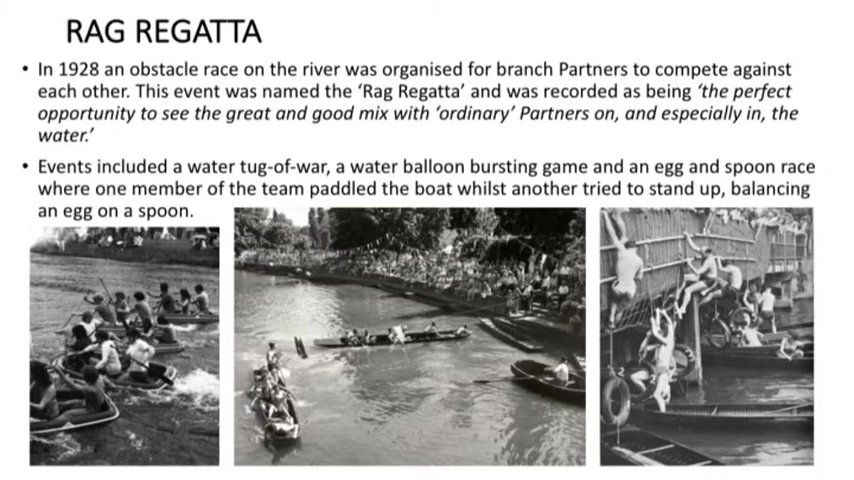 RAG REGATTA
• In 1928 an obstacle race on the river was organised for branch Partners to compete against
each other. This event was named the ‘Rag Regatta’ and was recorded as being ‘the perfect
opportunity to see the great and good mix with ‘ordinary’ Partners on, and especially in, the
water.’
• Events included a water tug-of-war, a water balloon bursting game and an egg and spoon race
where one member of the team paddled the boat whilst another tried to stand up, balancing
an egg on a spoon.